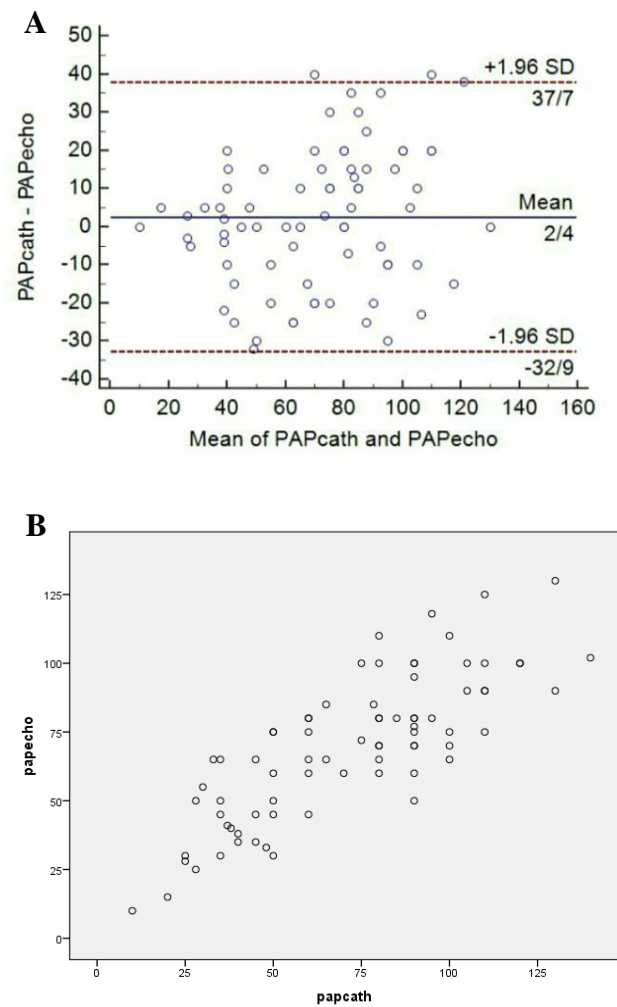 A
50
40
30
20
10
0
-10
-20
-30
-40
PAPcath - PAPecho
+1.96 SD
37/7
Mean
2/4
-1.96 SD
-32/9
0 20 40 60 80 100 120 140 160
Mean of PAPcath and PAPecho
B
125
100
75
50
25
0
papecho
0 25 50 75 100 125
papcath